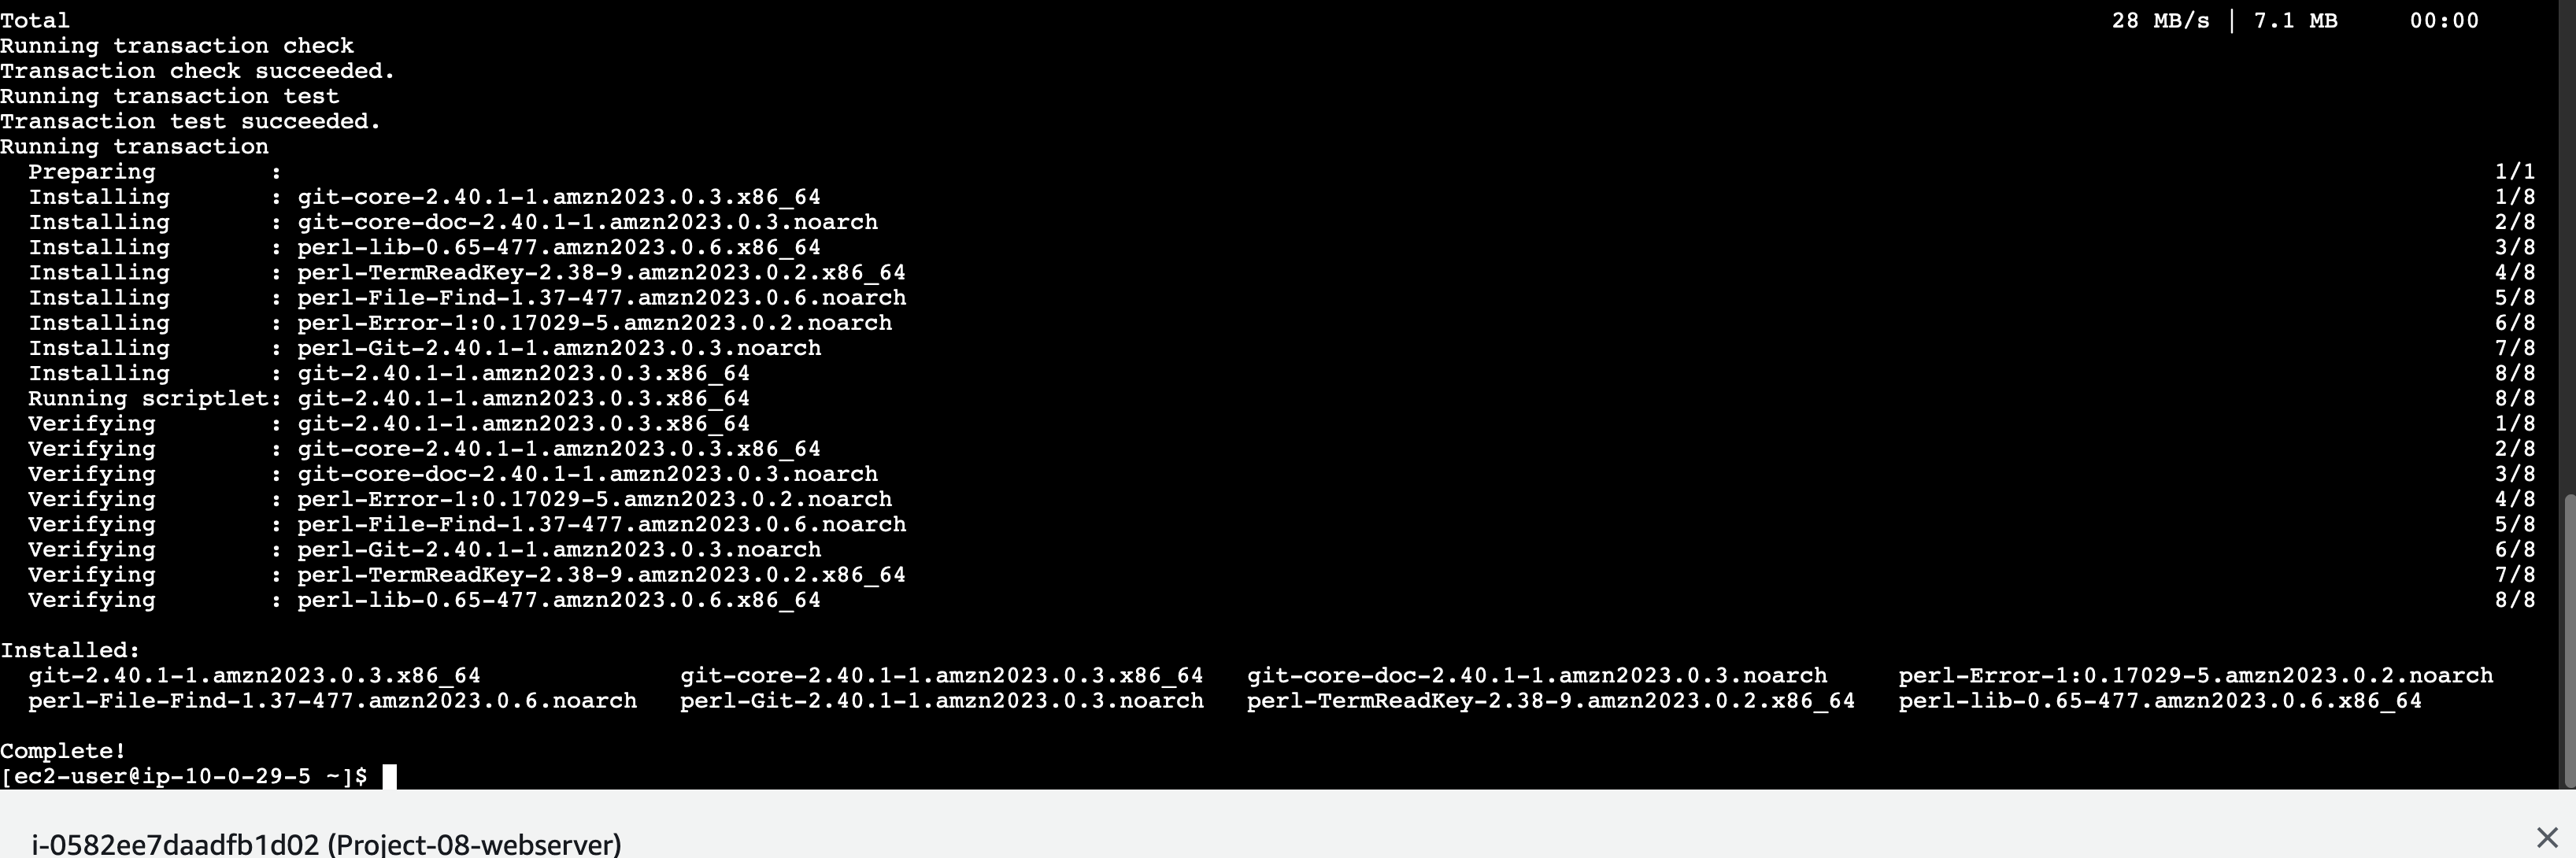 Total 28 MB/s | 7.1 MB 00:00
Running transaction check
Transaction check succeeded.
Running transaction test
Transaction test succeeded.
Running transaction
Preparing : 1/1
Installing : git-core-2.40.1-1.amzn2023.0.3.x86_64 1/8
Installing : git-core-doc-2.40.1-1.amzn2023.0.3.noarch 2/8
Installing : perl-lib-0.65-477.amzn2023.0.6.x86_64 3/8
Installing : perl-TermReadKey-2.38-9.amzn2023.0.2.x86_64 4/8
Installing : perl-File-Find-1.37-477.amzn2023.0.6.noarch 5/8
Installing : perl-Error-1:0.17029-5.amzn2023.0.2.noarch 6/8
Installing : perl-Git-2.40.1-1.amzn2023.0.3.noarch 7/8
Installing : git-2.40.1-1.amzn2023.0.3.x86_64 8/8
Running scriptlet: git-2.40.1-1.amzn2023.0.3.x86_64 8/8
Verifying : git-2.40.1-1.amzn2023.0.3.x86_64 1/8
Verifying : git-core-2.40.1-1.amzn2023.0.3.x86_64 2/8
Verifying : git-core-doc-2.40.1-1.amzn2023.0.3.noarch 3/8
Verifying : perl-Error-1:0.17029-5.amzn2023.0.2.noarch 4/8
Verifying : perl-File-Find-1.37-477.amzn2023.0.6.noarch 5/8
Verifying : perl-Git-2.40.1-1.amzn2023.0.3.noarch 6/8
Verifying : perl-TermReadKey-2.38-9.amzn2023.0.2.x86_64 7/8
Verifying : perl-lib-0.65-477.amzn2023.0.6.x86_64 8/8
Installed:
git-2.40.1-1.amzn2023.0.3.x86_64 git-core-2.40.1-1.amzn2023.0.3.x86_64 git-core-doc-2.40.1-1.amzn2023.0.3.noarch perl-Error-1:0.17029-5.amzn2023.0.2.noarch
perl-File-Find-1.37-477.amzn2023.0.6.noarch perl-Git-2.40.1-1.amzn2023.0.3.noarch perl-TermReadKey-2.38-9.amzn2023.0.2.x86_64 perl-lib-0.65-477.amzn2023.0.6.x86_64
Complete!
[ec2-user@ip-10-0-29-5 ~]$
i-0582ee7daadfb1d02 (Project-08-webserver)